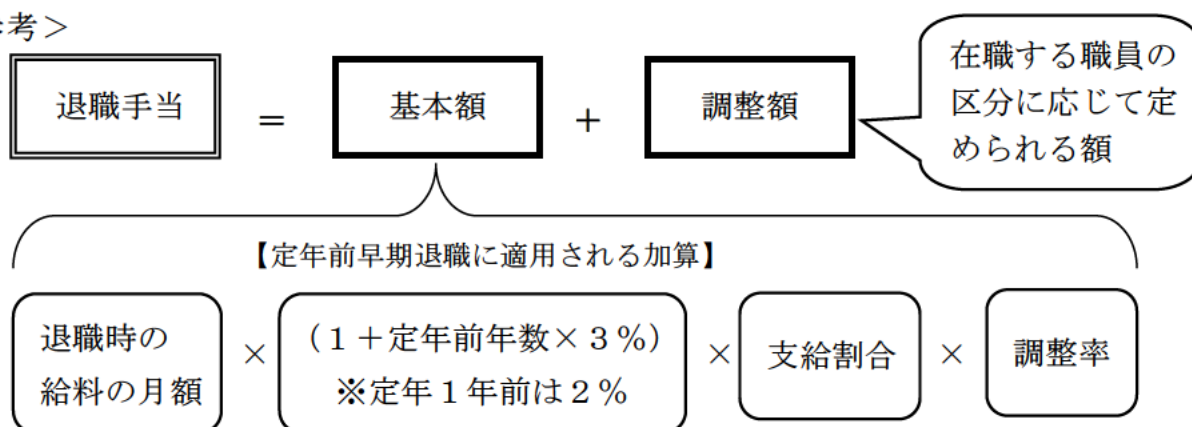 考＞
退職手当 ＝ 基本額 ＋ 調整額
在職する職員の
区分に応じて定
められる額
【定年前早期退職に適用される加算】
退職時の
給料の月額
×
（１＋定年前年数×３％）
※定年１年前は２％
×
支給割合
×
調整率